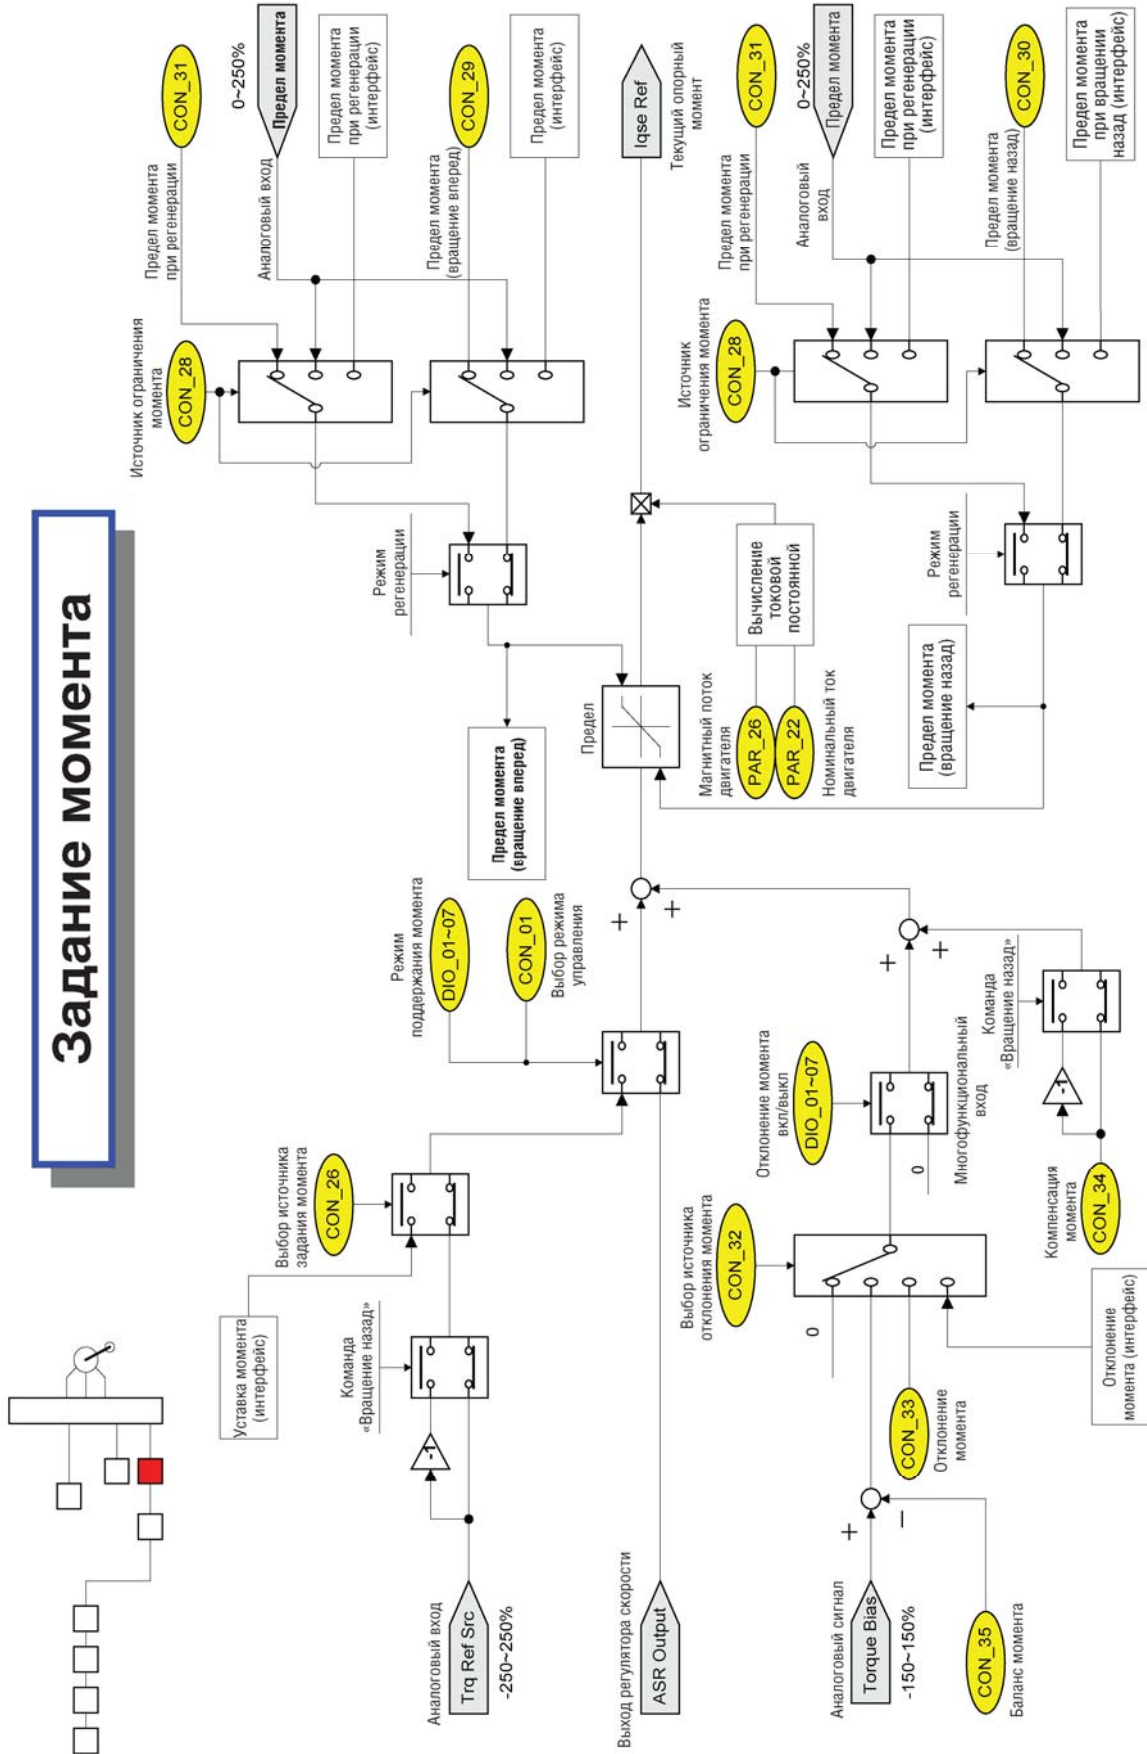 Задание момента
Уставка момента
(интерфейс)
Выбор источника
задания момента
CON_26
Команда
«Вращение назад»
-1
Аналоговый вход
Trq Ref Src
-250~250%
Режим
поддержания момента
DIO_01~07
CON_01
Выбор режима
управления
Предел момента
(вращение вперед)
Режим
регенерации
Источник ограничения
момента
CON_28
Предел момента
при регенерации
CON_31
Аналоговый вход
0~250%
Предел момента
Предел момента
при регенерации
(интерфейс)
Предел момента
(вращение вперед)
CON_29
Предел момента
(интерфейс)
Выход регулятора скорости
ASR Output
+
+
Предел
Iqse Ref
Текущий опорный
момент
Магнитный поток
двигателя
PAR_26
PAR_22
Номинальный ток
двигателя
Вычисление
токовой
постоянной
Аналоговый сигнал
Torque Bias
-150~150%
+
−
CON_35
Баланс момента
Выбор источника
отклонения момента
CON_32
0
CON_33
Отклонение
момента
Отклонение
момента (интерфейс)
Отклонение момента
вкл/выкл
DIO_01~07
0
Многофункциональный
вход
+
+
Команда
«Вращение назад»
-1
Компенсация
момента
CON_34
Предел момента
(вращение назад)
Режим
регенерации
Источник
ограничения момента
CON_28
Предел момента
при регенерации
CON_31
Аналоговый
вход
0~250%
Предел момента
Предел момента
при регенерации
(интерфейс)
Предел момента
(вращение назад)
CON_30
Предел момента
при вращении
назад (интерфейс)